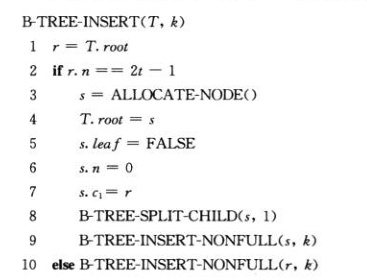 B-TREE-INSERT(T, k)
1 r = T. root
2 if r. n == 2t − 1
3 s = ALLOCATE-NODE()
4 T. root = s
5 s. leaf = FALSE
6 s. n = 0
7 s. c₁ = r
8 B-TREE-SPLIT-CHILD(s, 1)
9 B-TREE-INSERT-NONFULL(s, k)
10 else B-TREE-INSERT-NONFULL(r, k)